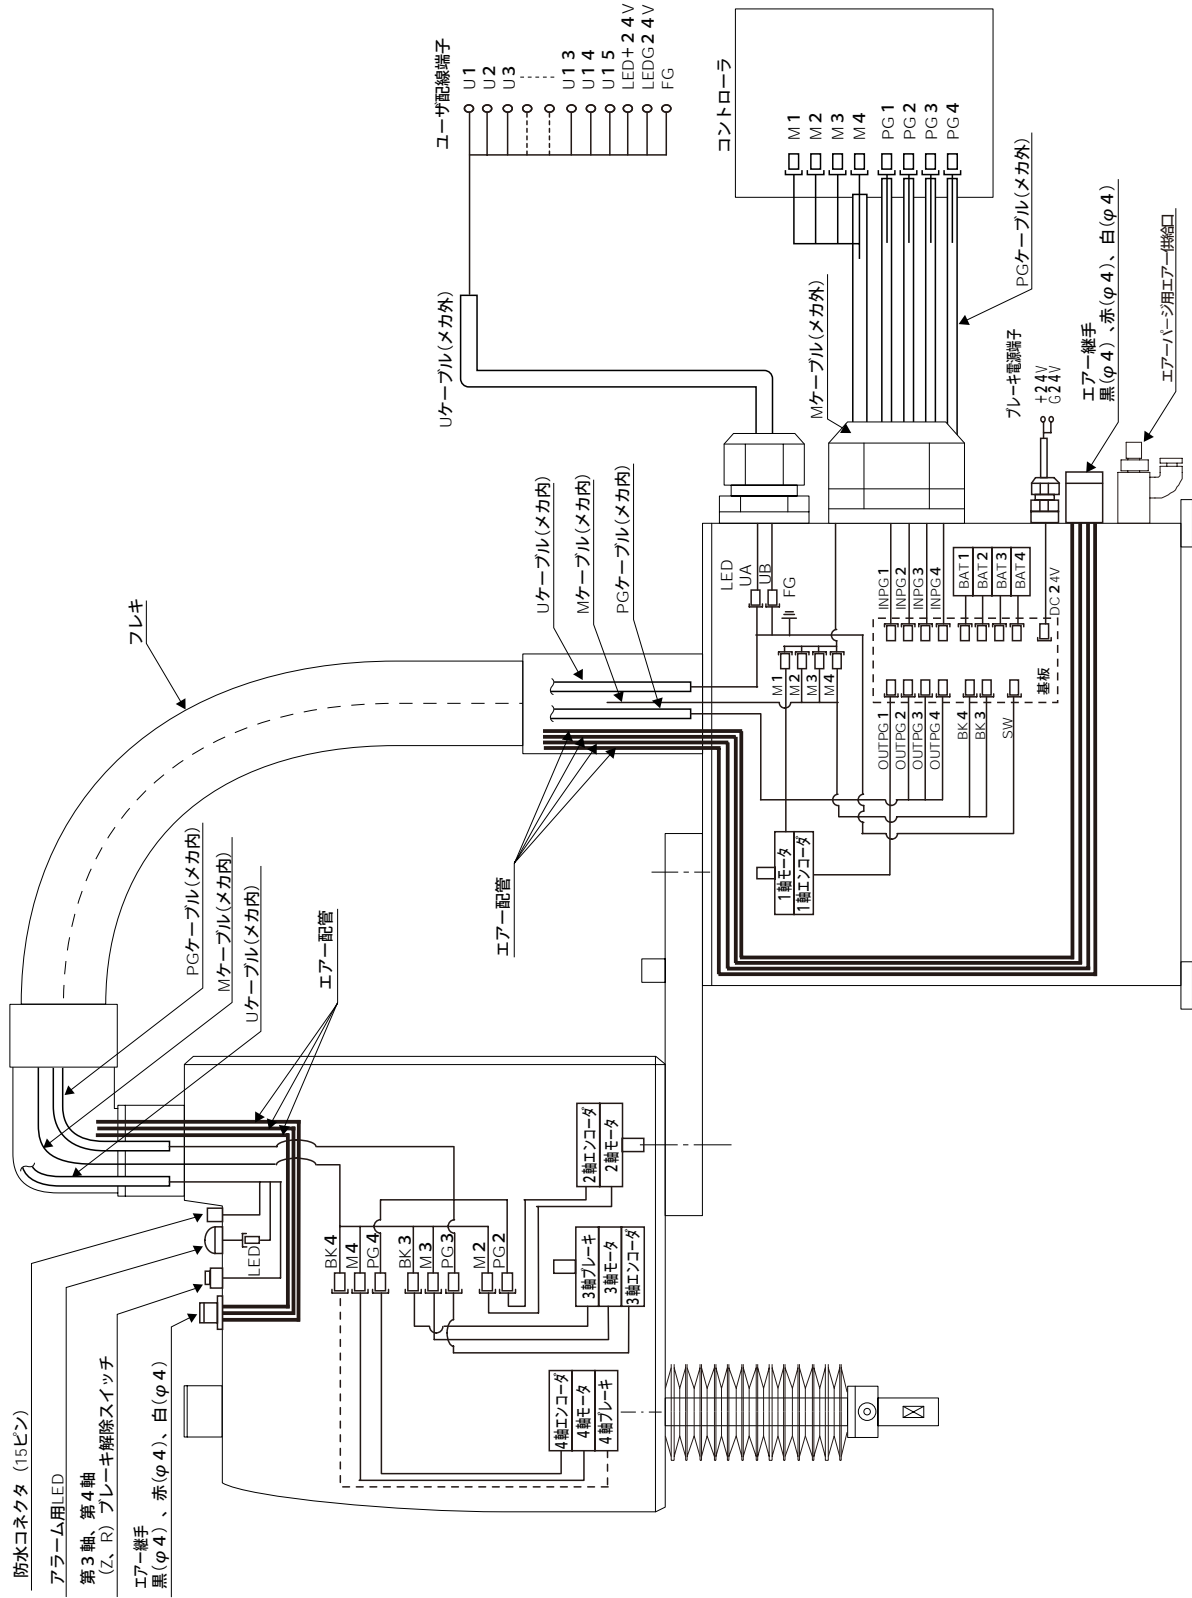 防水コネクタ（15ピン）
アラーム用LED
第3軸、第4軸
（Z、R）ブレーキ解除スイッチ
エアー継手
黒(φ4)、赤(φ4)、白(φ4)
LED
PGケーブル(メカ内)
Mケーブル(メカ内)
Uケーブル(メカ内)
エアー配管
フレキ
BK4
M4
PG4
BK3
M3
PG3
M2
PG2
4軸エンコーダ
4軸モータ
4軸ブレーキ
3軸ブレーキ
3軸モータ
3軸エンコーダ
2軸エンコーダ
2軸モータ
エアー配管
Uケーブル(メカ内)
Mケーブル(メカ内)
PGケーブル(メカ内)
1軸モータ
1軸エンコーダ
LED
UA
UB
FG
M1
M2
M3
M4
OUTPG1
OUTPG2
OUTPG3
OUTPG4
BK4
BK3
SW
基板
INPG1
INPG2
INPG3
INPG4
BAT1
BAT2
BAT3
BAT4
DC24V
Uケーブル(メカ外)
ユーザ配線端子
U1
U2
U3
U13
U14
U15
LED+24V
LEDG24V
FG
コントローラ
M1
M2
M3
M4
PG1
PG2
PG3
PG4
Mケーブル(メカ外)
PGケーブル(メカ外)
ブレーキ電源端子
+24V
G24V
エアー継手
黒(φ4)、赤(φ4)、白(φ4)
エアーパージ用エアー供給口